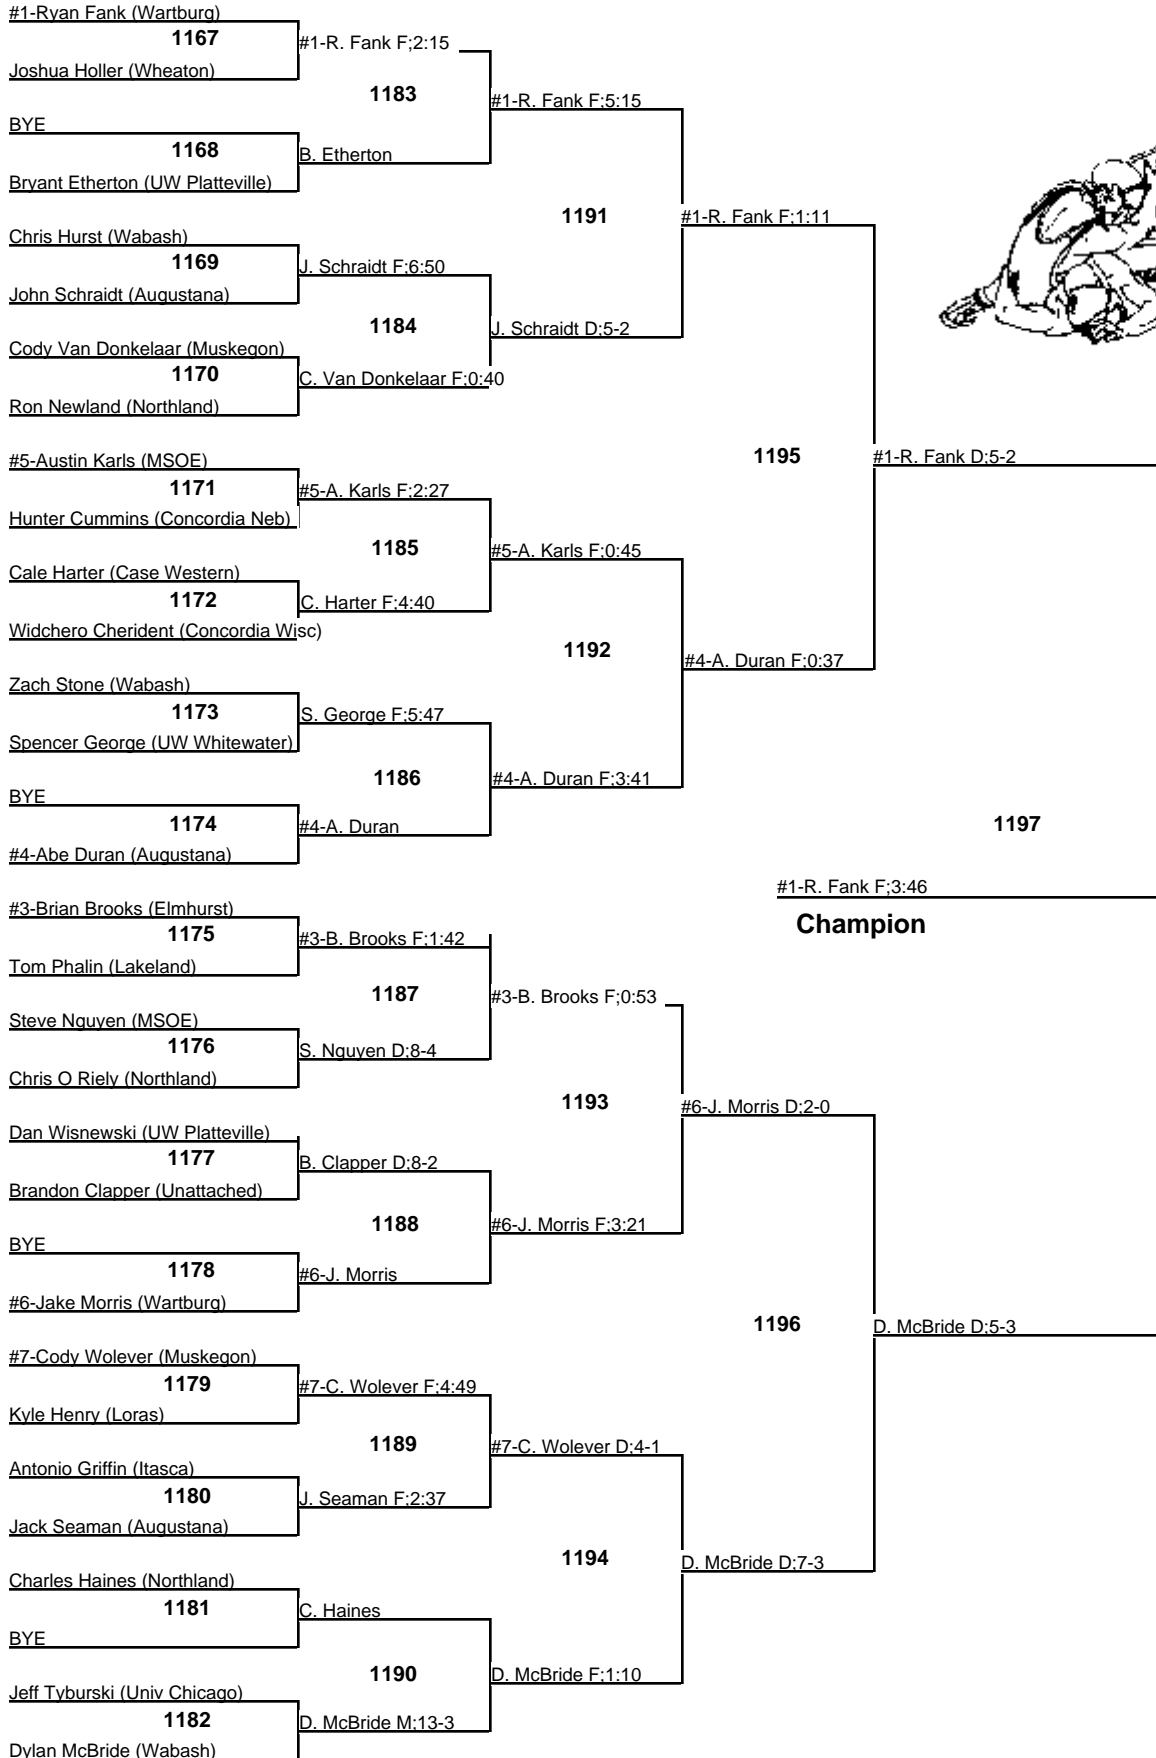 #1-Ryan Fank (Wartburg)
1167
#1-R. Fank F;2:15
Joshua Holler (Wheaton)
1183
#1-R. Fank F;5:15
BYE
1168
B. Etherton
Bryant Etherton (UW Platteville)
1191
#1-R. Fank F;1:11
Chris Hurst (Wabash)
1169
J. Schraidt F;6:50
John Schraidt (Augustana)
1184
J. Schraidt D;5-2
Cody Van Donkelaar (Muskegon)
1170
C. Van Donkelaar F;0:40
Ron Newland (Northland)
1195
#1-R. Fank D;5-2
#5-Austin Karls (MSOE)
1171
#5-A. Karls F;2:27
Hunter Cummins (Concordia Neb)
1185
#5-A. Karls F;0:45
Cale Harter (Case Western)
1172
C. Harter F;4:40
Widchero Cherident (Concordia Wisc)
1192
#4-A. Duran F;0:37
Zach Stone (Wabash)
1173
S. George F;5:47
Spencer George (UW Whitewater)
1186
#4-A. Duran F;3:41
BYE
1174
#4-A. Duran
#4-Abe Duran (Augustana)
1197
#1-R. Fank F;3:46
Champion
#3-Brian Brooks (Elmhurst)
1175
#3-B. Brooks F;1:42
Tom Phalin (Lakeland)
1187
#3-B. Brooks F;0:53
Steve Nguyen (MSOE)
1176
S. Nguyen D;8-4
Chris O Riely (Northland)
1193
#6-J. Morris D;2-0
Dan Wisnewski (UW Platteville)
1177
B. Clapper D;8-2
Brandon Clapper (Unattached)
1188
#6-J. Morris F;3:21
BYE
1178
#6-J. Morris
#6-Jake Morris (Wartburg)
1196
D. McBride D;5-3
#7-Cody Wolever (Muskegon)
1179
#7-C. Wolever F;4:49
Kyle Henry (Loras)
1189
#7-C. Wolever D;4-1
Antonio Griffin (Itasca)
1180
J. Seaman F;2:37
Jack Seaman (Augustana)
1194
D. McBride D;7-3
Charles Haines (Northland)
1181
C. Haines
BYE
1190
D. McBride F;1:10
Jeff Tyburski (Univ Chicago)
1182
D. McBride M;13-3
Dylan McBride (Wabash)